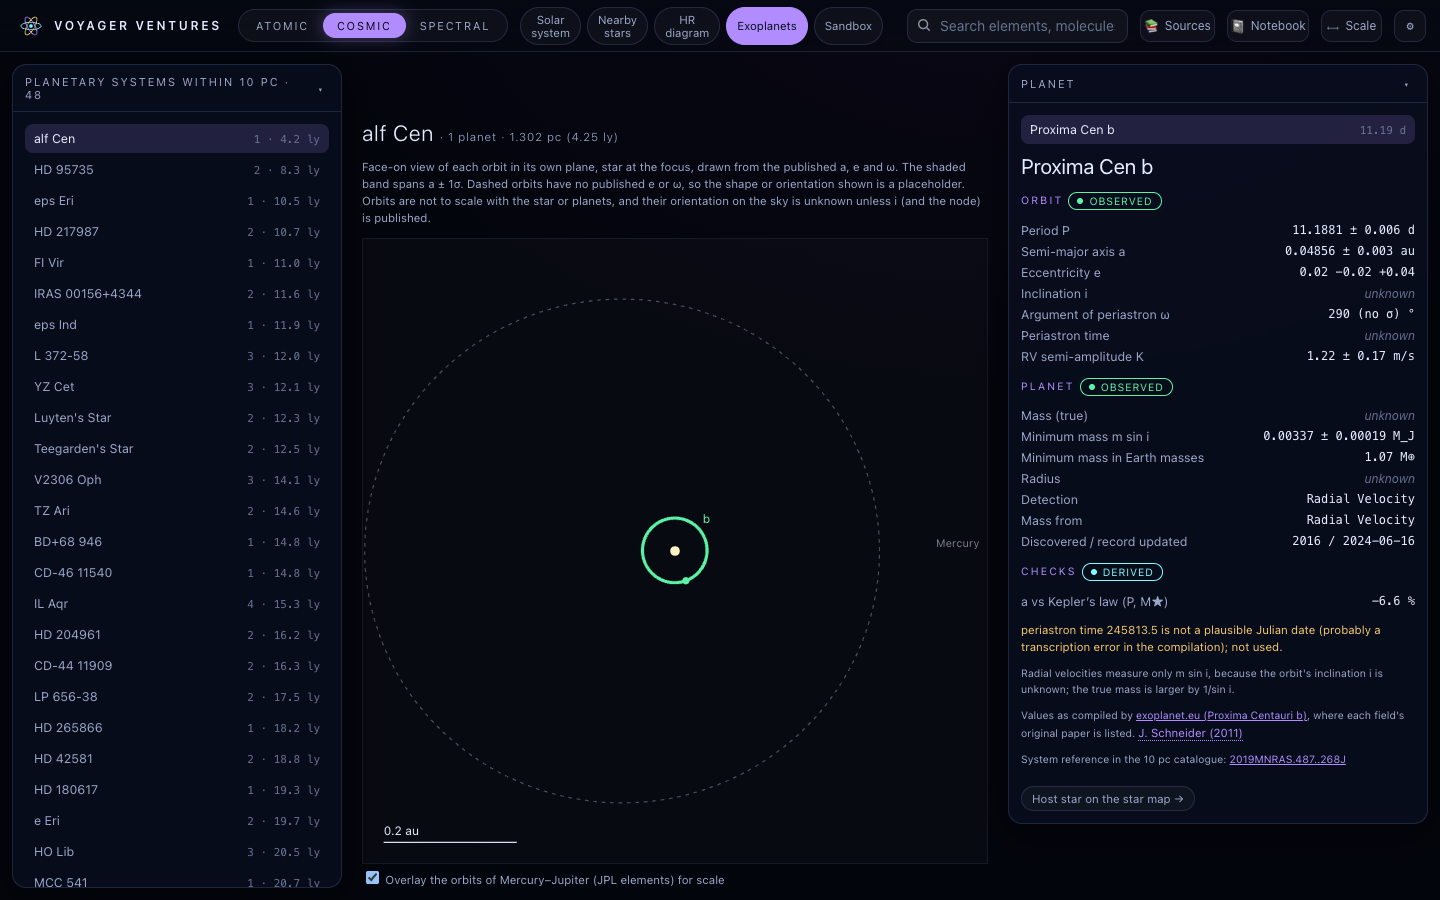 VOYAGER VENTURES
ATOMIC
COSMIC
SPECTRAL
Solar system
Nearby stars
HR diagram
Exoplanets
Sandbox
Search elements, molecule
Sources
Notebook
Scale
PLANETARY SYSTEMS WITHIN 10 PC ·
48
alf Cen 1 · 4.2 ly
HD 95735 2 · 8.3 ly
eps Eri 1 · 10.5 ly
HD 217987 2 · 10.7 ly
FI Vir 1 · 11.0 ly
IRAS 00156+4344 2 · 11.6 ly
eps Ind 1 · 11.9 ly
L 372-58 3 · 12.0 ly
YZ Cet 3 · 12.1 ly
Luyten's Star 2 · 12.3 ly
Teegarden's Star 2 · 12.5 ly
V2306 Oph 3 · 14.1 ly
TZ Ari 2 · 14.6 ly
BD+68 946 1 · 14.8 ly
CD-46 11540 1 · 14.8 ly
IL Aqr 4 · 15.3 ly
HD 204961 2 · 16.2 ly
CD-44 11909 2 · 16.3 ly
LP 656-38 2 · 17.5 ly
HD 265866 1 · 18.2 ly
HD 42581 2 · 18.8 ly
HD 180617 1 · 19.3 ly
e Eri 2 · 19.7 ly
HO Lib 3 · 20.5 ly
MCC 541 1 · 20.7 ly
alf Cen · 1 planet · 1.302 pc (4.25 ly)
Face-on view of each orbit in its own plane, star at the focus, drawn from the published a, e and ω. The shaded
band spans a ± 1σ. Dashed orbits have no published e or ω, so the shape or orientation shown is a placeholder.
Orbits are not to scale with the star or planets, and their orientation on the sky is unknown unless i (and the node)
is published.
b
Mercury
0.2 au
Overlay the orbits of Mercury–Jupiter (JPL elements) for scale
PLANET
Proxima Cen b 11.19 d
Proxima Cen b
ORBIT OBSERVED
Period P 11.1881 ± 0.006 d
Semi-major axis a 0.04856 ± 0.003 au
Eccentricity e 0.02 −0.02 +0.04
Inclination i unknown
Argument of periastron ω 290 (no σ) °
Periastron time unknown
RV semi-amplitude K 1.22 ± 0.17 m/s
PLANET OBSERVED
Mass (true) unknown
Minimum mass m sin i 0.00337 ± 0.00019 M_J
Minimum mass in Earth masses 1.07 M⊕
Radius unknown
Detection Radial Velocity
Mass from Radial Velocity
Discovered / record updated 2016 / 2024-06-16
CHECKS DERIVED
a vs Kepler's law (P, M★) −6.6 %
periastron time 245813.5 is not a plausible Julian date (probably a
transcription error in the compilation); not used.
Radial velocities measure only m sin i, because the orbit's inclination i is
unknown; the true mass is larger by 1/sin i.
Values as compiled by exoplanet.eu (Proxima Centauri b), where each field's
original paper is listed. J. Schneider (2011)
System reference in the 10 pc catalogue: 2019MNRAS.487..268J
Host star on the star map →